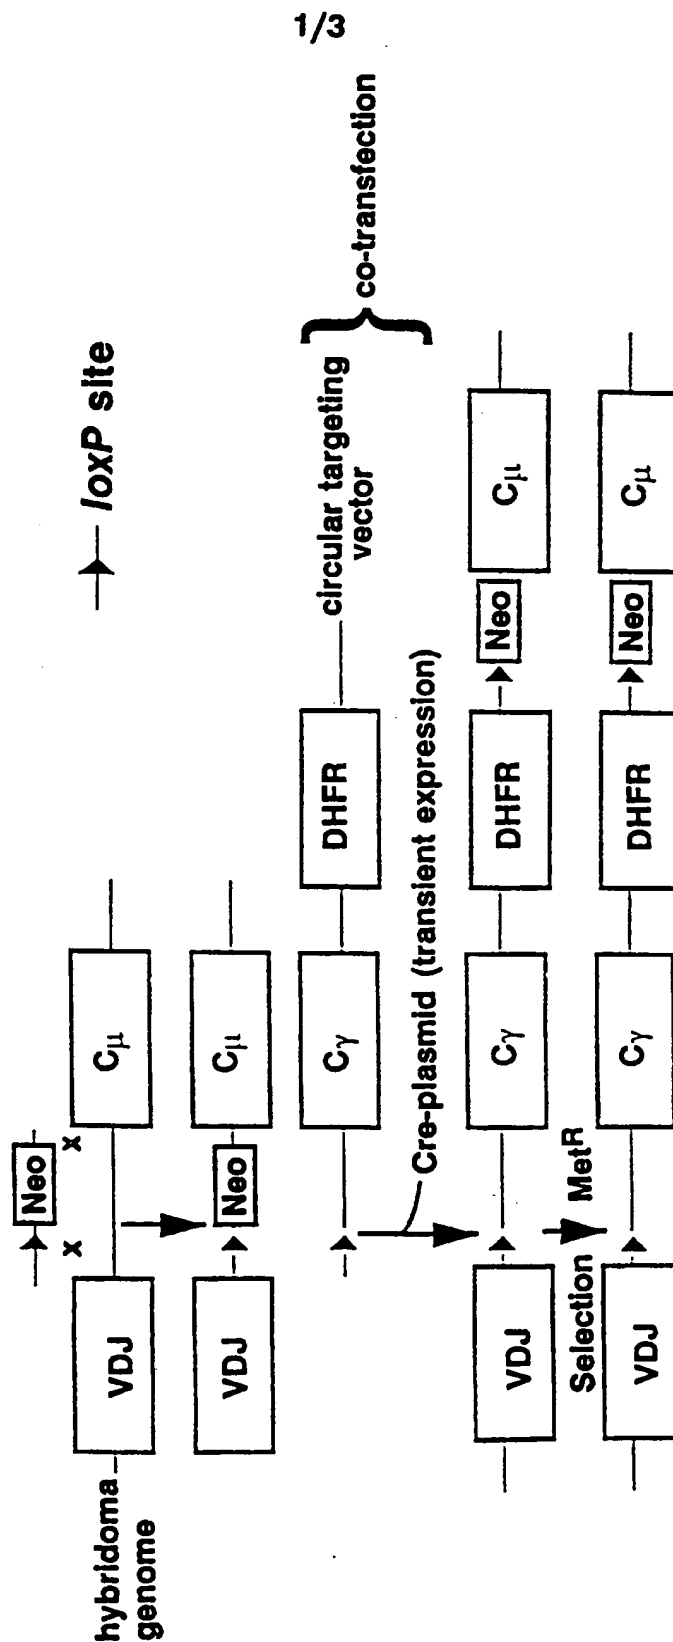 1/3
loxP site
Neo
x x
hybridoma
genome
VDJ Cμ
VDJ Neo Cμ
Cγ DHFR circular targeting
vector
co-transfection
Cre-plasmid (transient expression)
VDJ Cγ DHFR Neo Cμ
Selection MetR
VDJ Cγ DHFR Neo Cμ